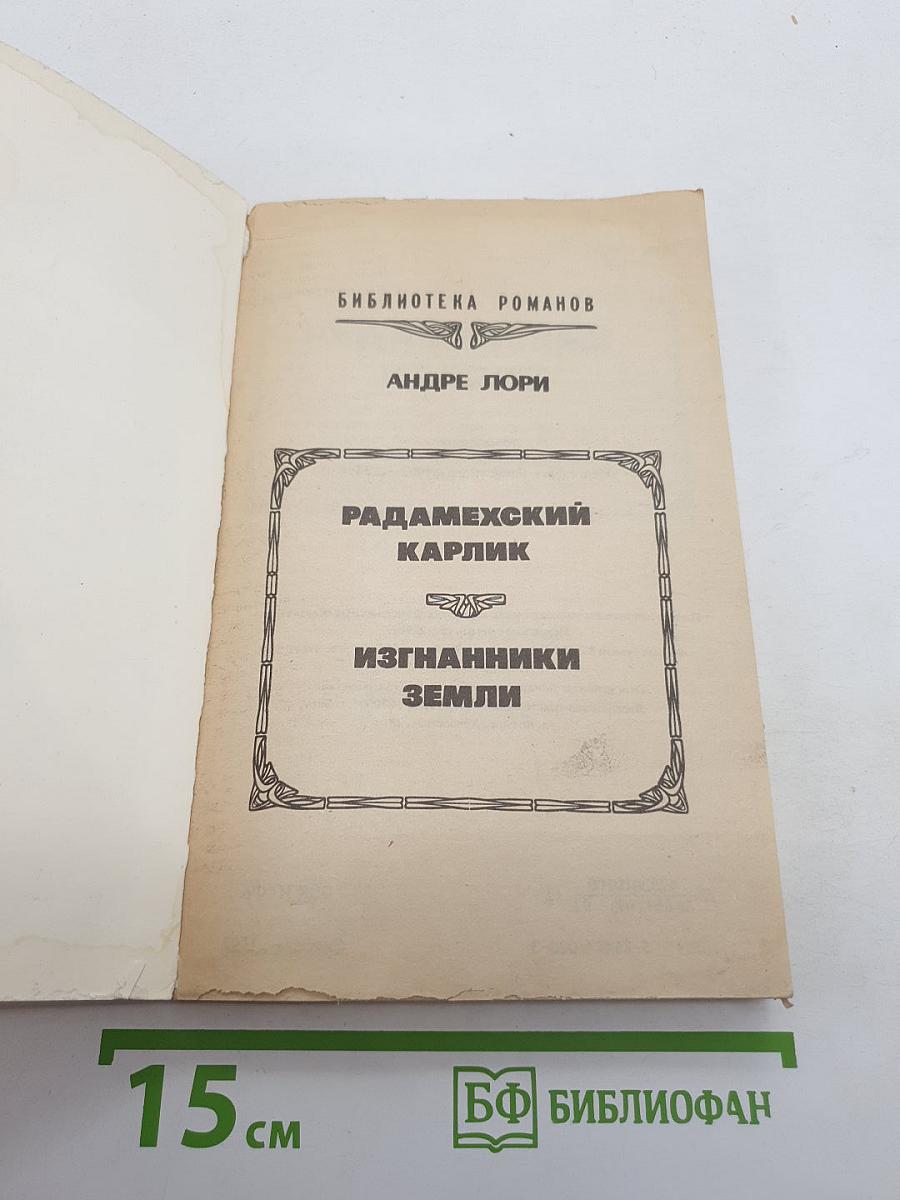 БИБЛИОТЕКА РОМАНОВ
АНДРЕ ЛОРИ
РАДАМЕХСКИЙ
КАРЛИК
ИЗГНАННИКИ
ЗЕМЛИ
15 см
БФ БИБЛИОФАН